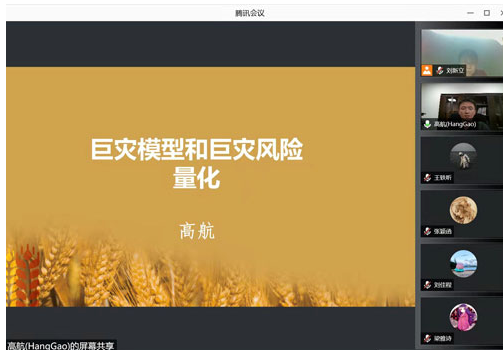 腾讯会议
刘新立
高航(HangGao)
巨灾模型和巨灾风险
量化
高航
王轶昕
张颖函
刘佳程
梁雅诗
高航(HangGao)的屏幕共享